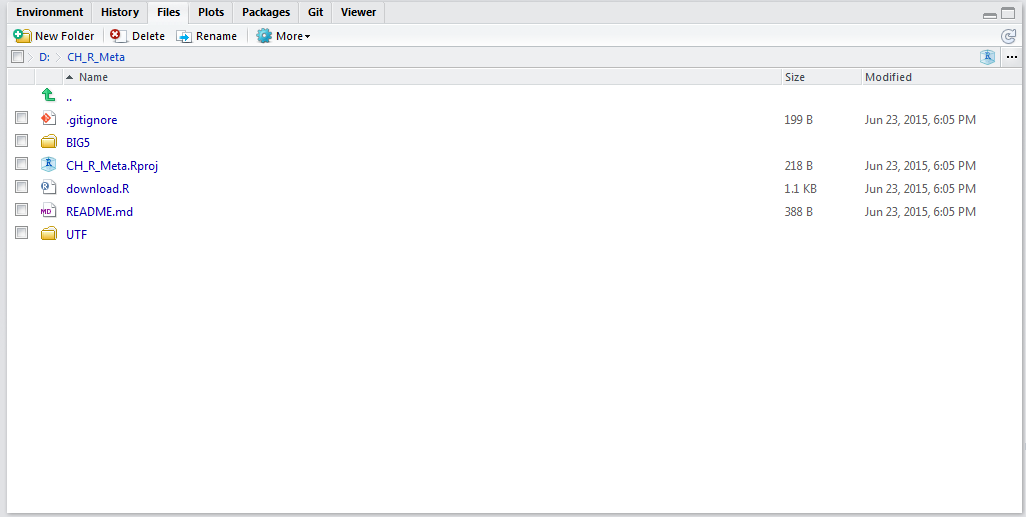 Environment History Files Plots Packages Git Viewer
New Folder Delete Rename More
D: CH_R_Meta ...
Name Size Modified
..
.gitignore 199 B Jun 23, 2015, 6:05 PM
BIG5
CH_R_Meta.Rproj 218 B Jun 23, 2015, 6:05 PM
download.R 1.1 KB Jun 23, 2015, 6:05 PM
README.md 388 B Jun 23, 2015, 6:05 PM
UTF